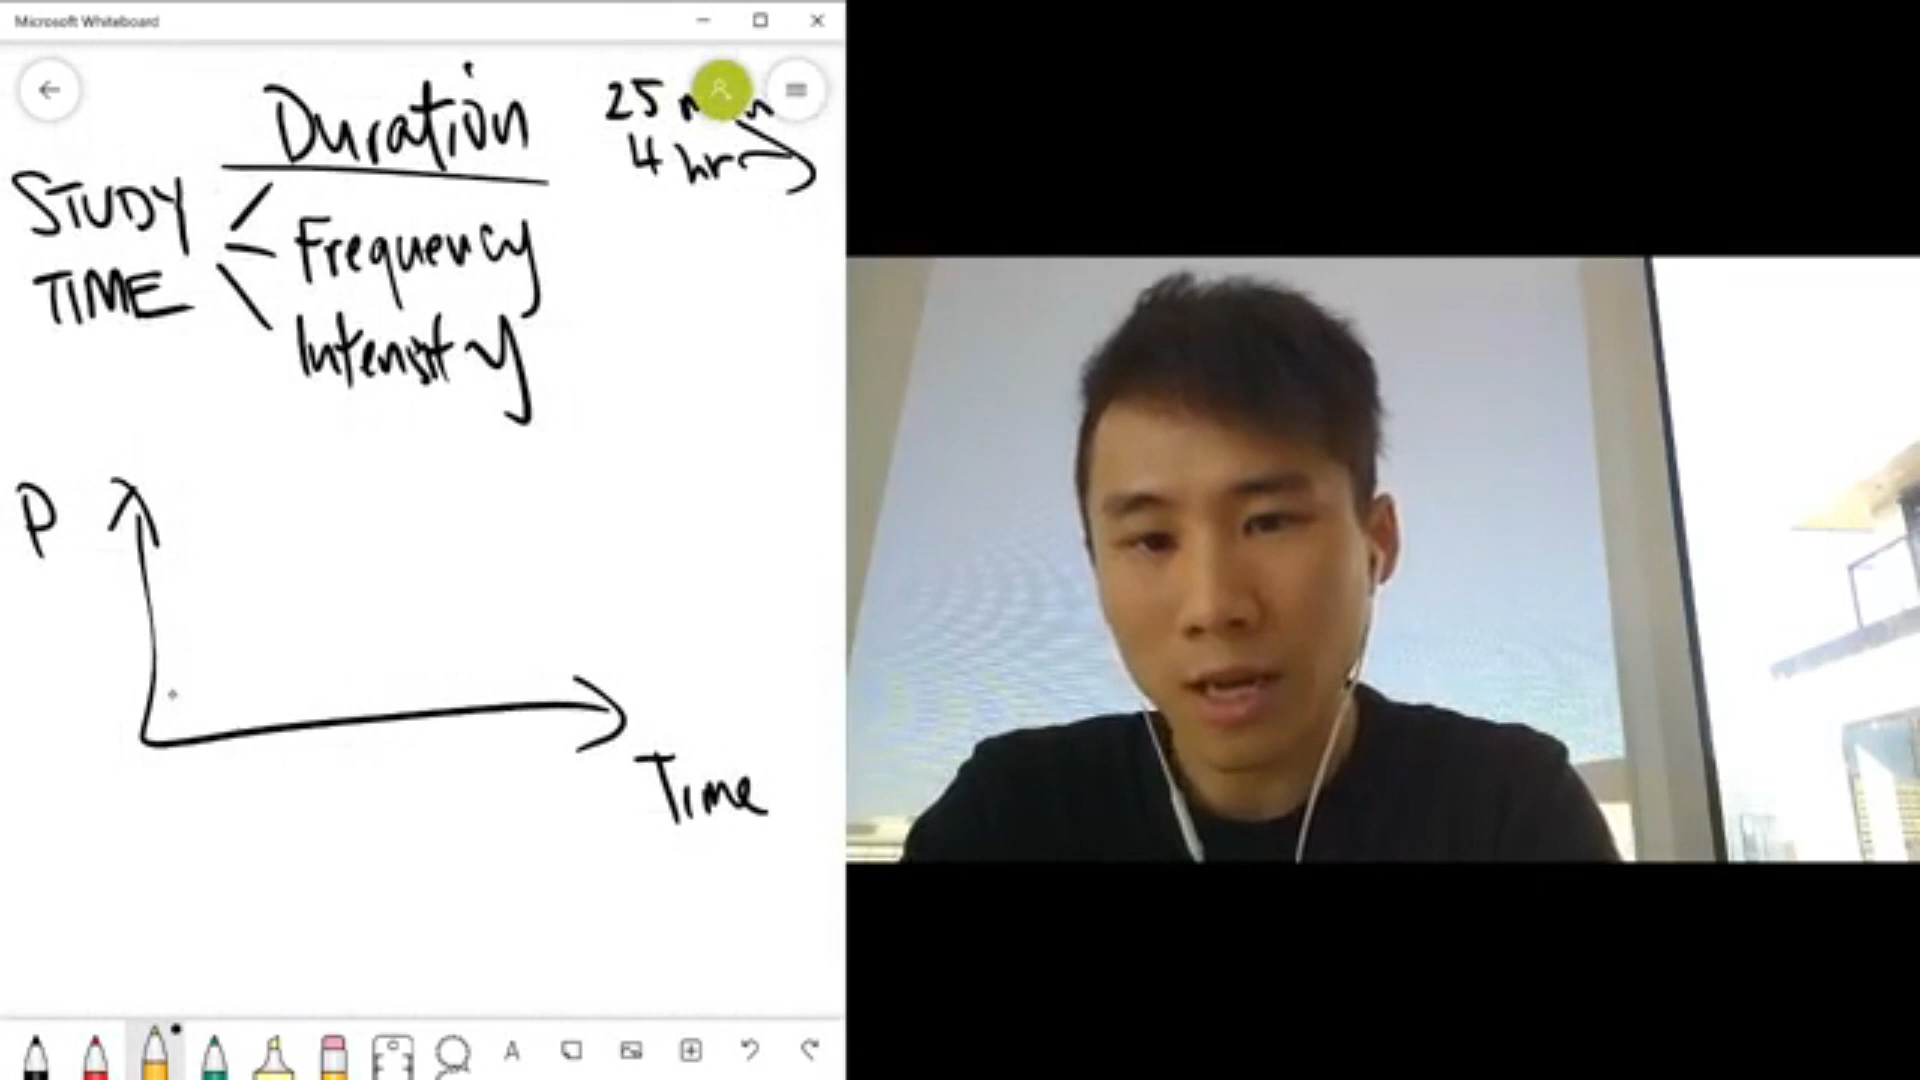 Microsoft Whiteboard
Duration
25
4 hr
STUDY
TIME
Frequency
Intensity
P
Time
A